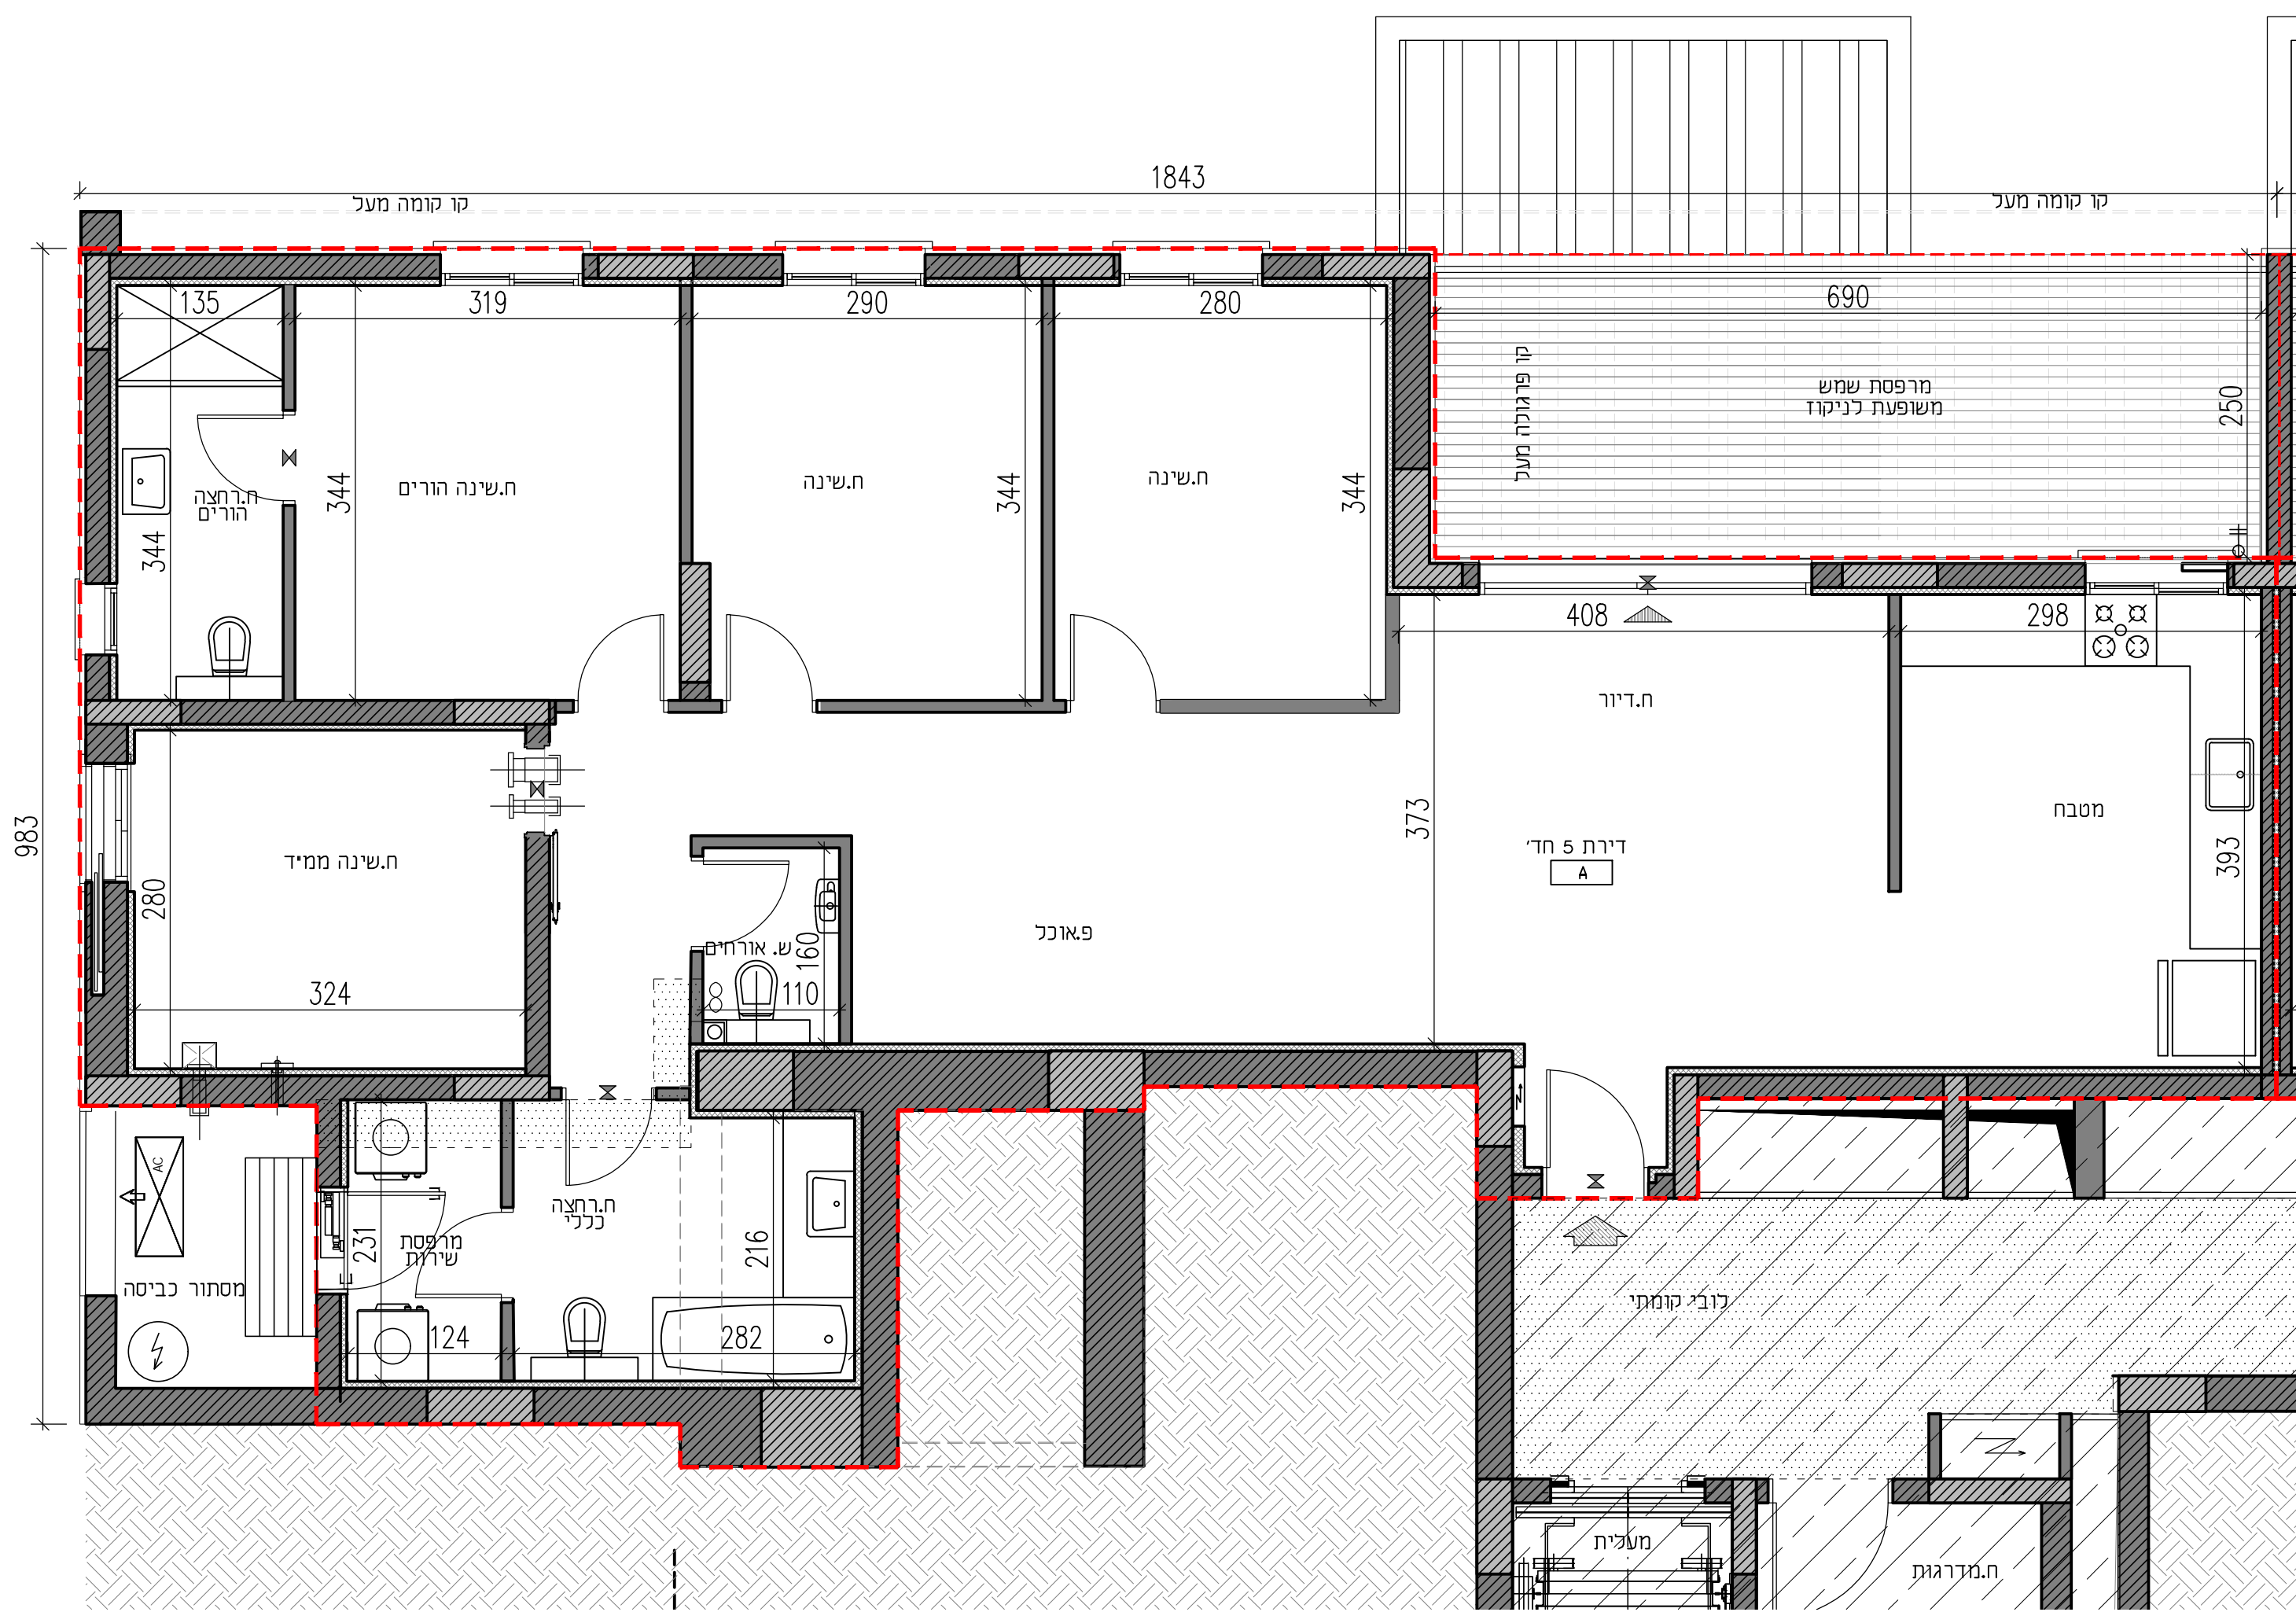 1843
קו קומה מעל
קו קומה מעל
135
319
290
280
690
קו פרגולה מעל
מרפסת שמש
משופעת לניקוז
250
344
ח.רחצה
הורים
344
ח.שינה הורים
ח.שינה
344
ח.שינה
344
408
298
ח.דיור
מטבח
373
393
דירת 5 חד'
A
983
ח.שינה ממ"ד
280
324
פ.אוכל
ש. אורחים
160
110
AC
מסתור כביסה
231
מרפסת
שירות
124
ח.רחצה
כללי
216
282
לובי קומתי
מעלית
ח.מדרגות